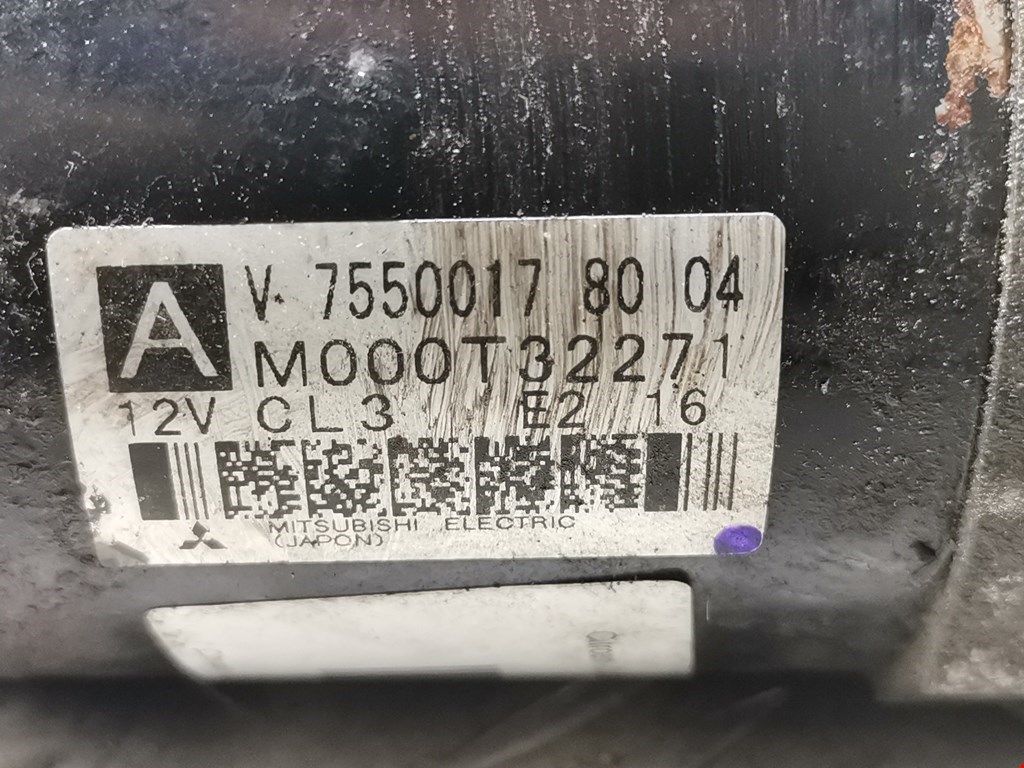 A
V. 7550017 80 04
M000T32271
12V CL3 E2 16
MITSUBISHI ELECTRIC
(JAPON)